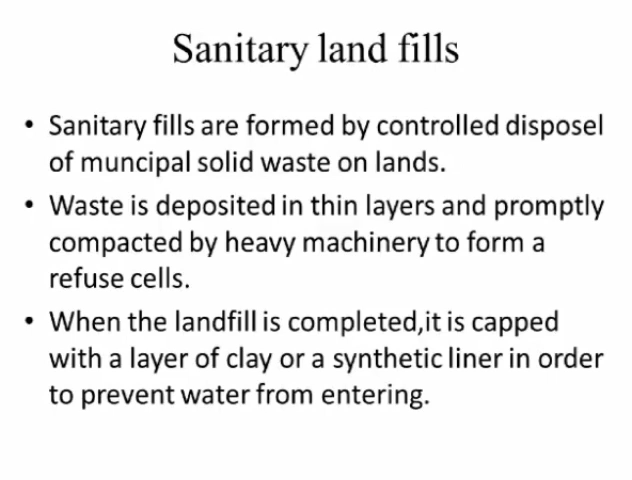 Sanitary land fills
• Sanitary fills are formed by controlled disposel
of muncipal solid waste on lands.
• Waste is deposited in thin layers and promptly
compacted by heavy machinery to form a
refuse cells.
• When the landfill is completed,it is capped
with a layer of clay or a synthetic liner in order
to prevent water from entering.